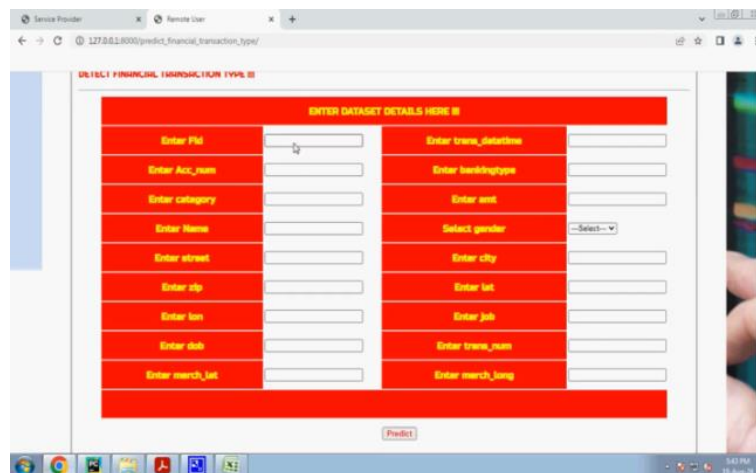 Service Provider
Remote User
127.0.0.1:8000/predict_financial_transaction_type/
DETECT FINANCIAL TRANSACTION TYPE !!!
ENTER DATASET DETAILS HERE !!!
Enter Fid Enter trans_datetime
Enter Acc_num Enter bankingtype
Enter category Enter amt
Enter Name Select gender ---Select---
Enter street Enter city
Enter zip Enter lat
Enter lon Enter job
Enter dob Enter trans_num
Enter merch_lat Enter merch_long
Predict
5:43 PM